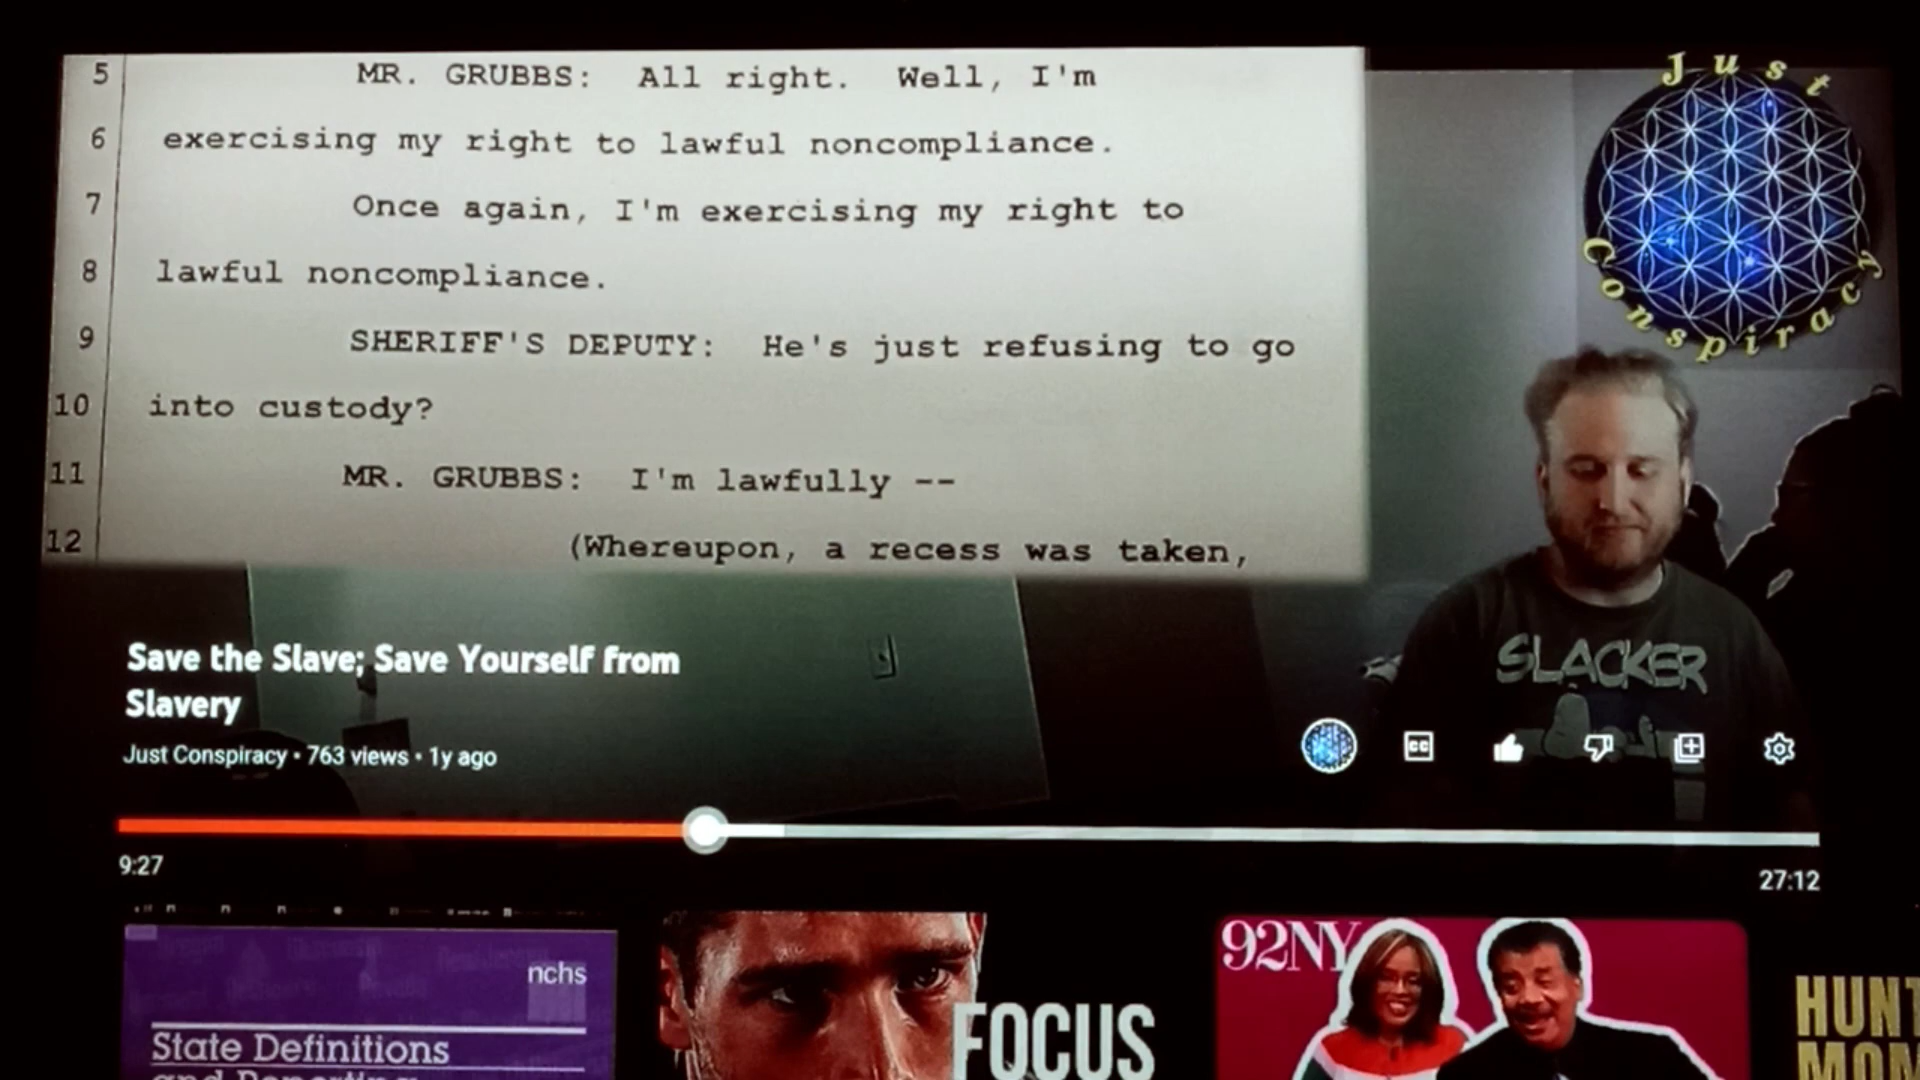 5 MR. GRUBBS: All right. Well, I'm
6 exercising my right to lawful noncompliance.
7 Once again, I'm exercising my right to
8 lawful noncompliance.
9 SHERIFF'S DEPUTY: He's just refusing to go
10 into custody?
11 MR. GRUBBS: I'm lawfully --
12 (Whereupon, a recess was taken,
Just
Conspiracy
SLACKER
Save the Slave; Save Yourself from
Slavery
Just Conspiracy • 763 views • 1y ago
CC
9:27
27:12
nchs
State Definitions
FOCUS
92NY